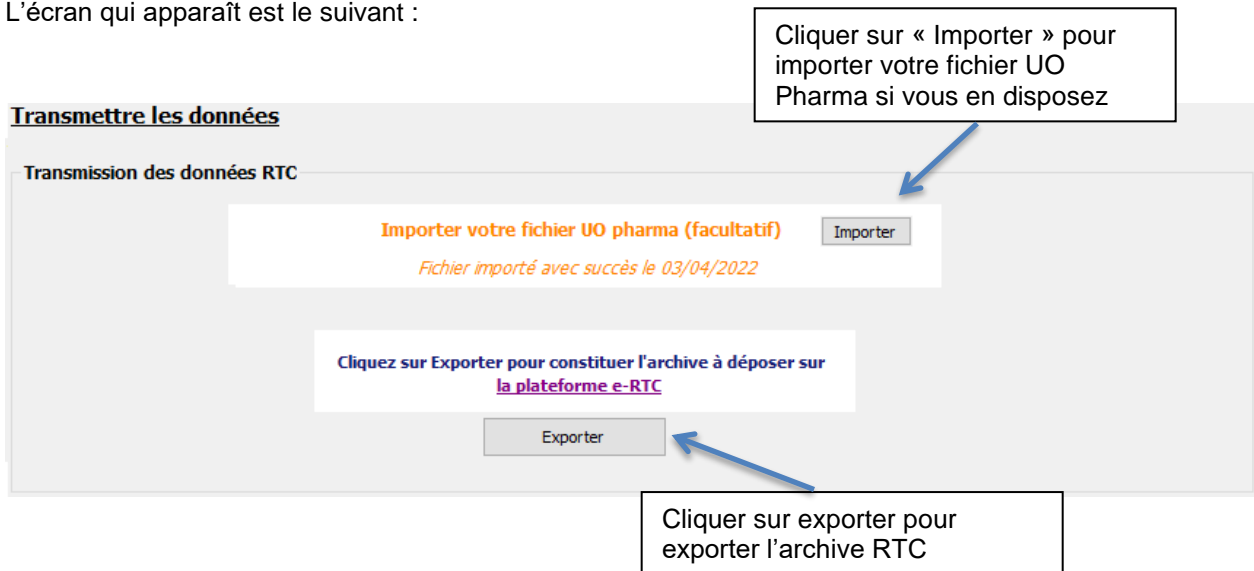 L'écran qui apparaît est le suivant :
Cliquer sur « Importer » pour
importer votre fichier UO
Pharma si vous en disposez
Transmettre les données
Transmission des données RTC
Importer votre fichier UO pharma (facultatif)
Importer
Fichier importé avec succès le 03/04/2022
Cliquez sur Exporter pour constituer l'archive à déposer sur
la plateforme e-RTC
Exporter
Cliquer sur exporter pour
exporter l'archive RTC